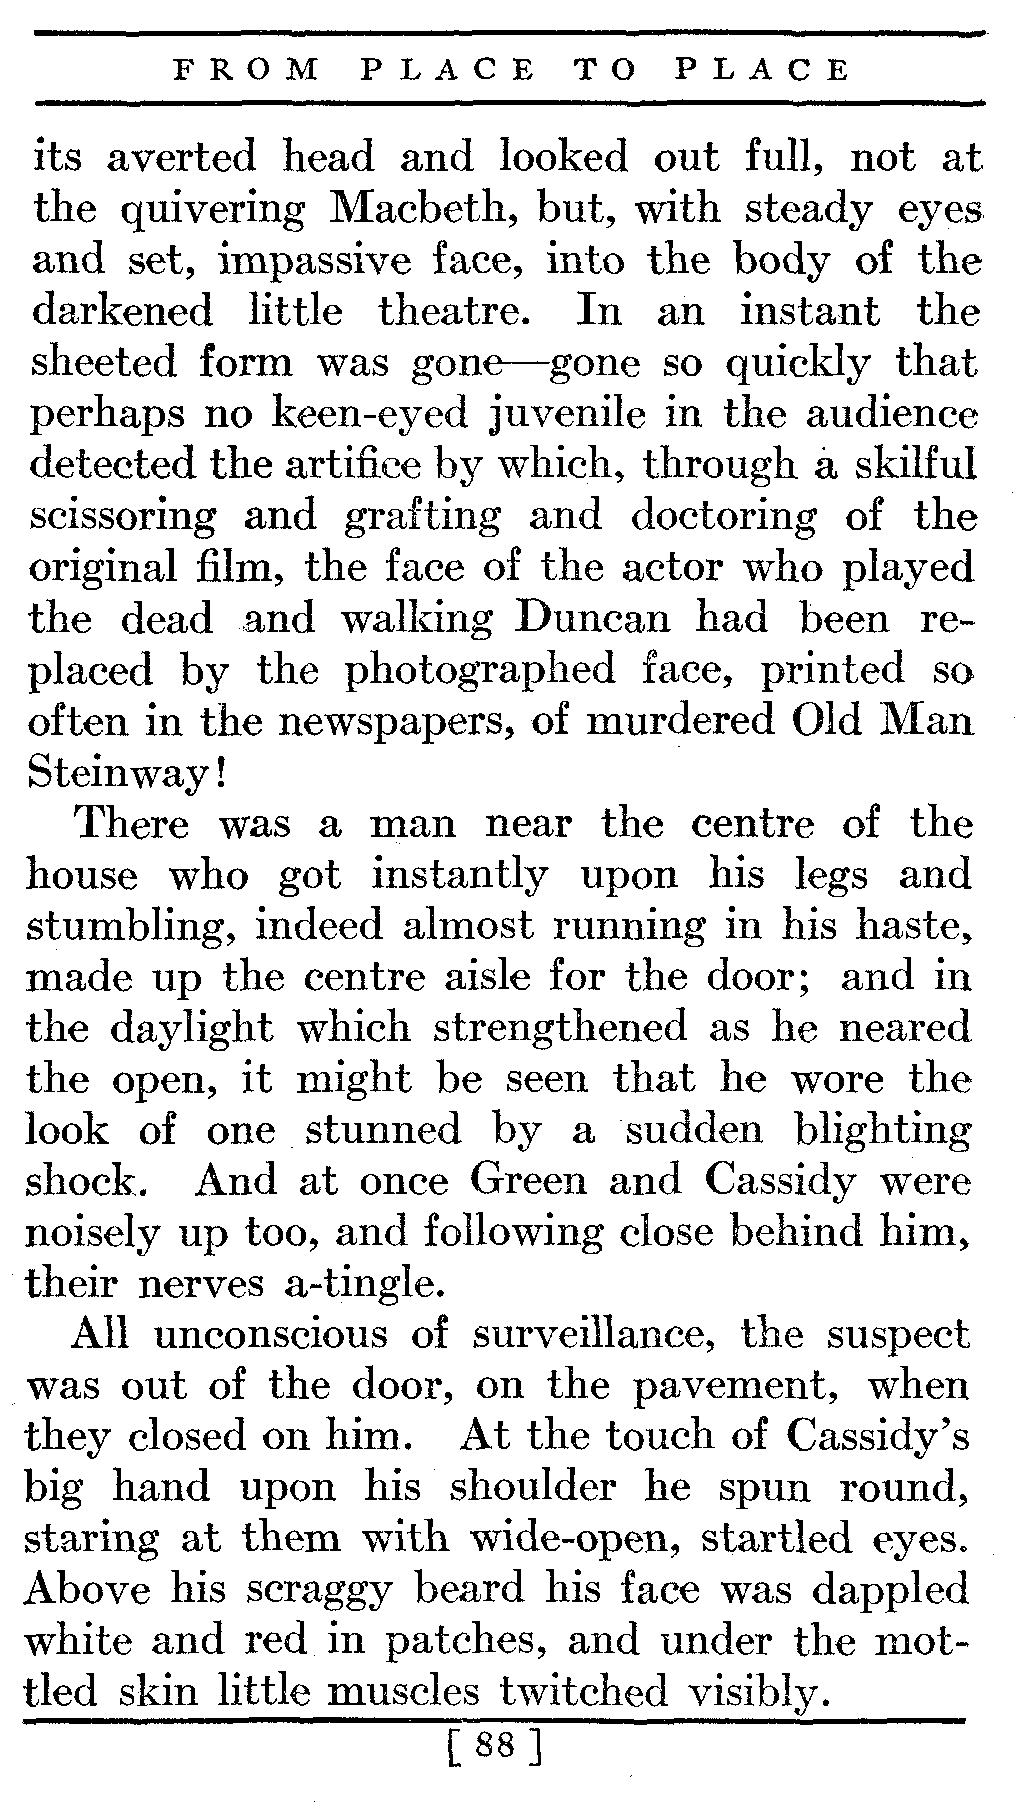 FROM PLACE TO PLACE
its averted head and looked out full, not at
the quivering Macbeth, but, with steady eyes
and set, impassive face, into the body of the
darkened little theatre. In an instant the
sheeted form was gone—gone so quickly that
perhaps no keen-eyed juvenile in the audience
detected the artifice by which, through a skilful
scissoring and grafting and doctoring of the
original film, the face of the actor who played
the dead and walking Duncan had been re-
placed by the photographed face, printed so
often in the newspapers, of murdered Old Man
Steinway!
There was a man near the centre of the
house who got instantly upon his legs and
stumbling, indeed almost running in his haste,
made up the centre aisle for the door; and in
the daylight which strengthened as he neared
the open, it might be seen that he wore the
look of one stunned by a sudden blighting
shock. And at once Green and Cassidy were
noisely up too, and following close behind him,
their nerves a-tingle.
All unconscious of surveillance, the suspect
was out of the door, on the pavement, when
they closed on him. At the touch of Cassidy's
big hand upon his shoulder he spun round,
staring at them with wide-open, startled eyes.
Above his scraggy beard his face was dappled
white and red in patches, and under the mot-
tled skin little muscles twitched visibly.
[ 88 ]